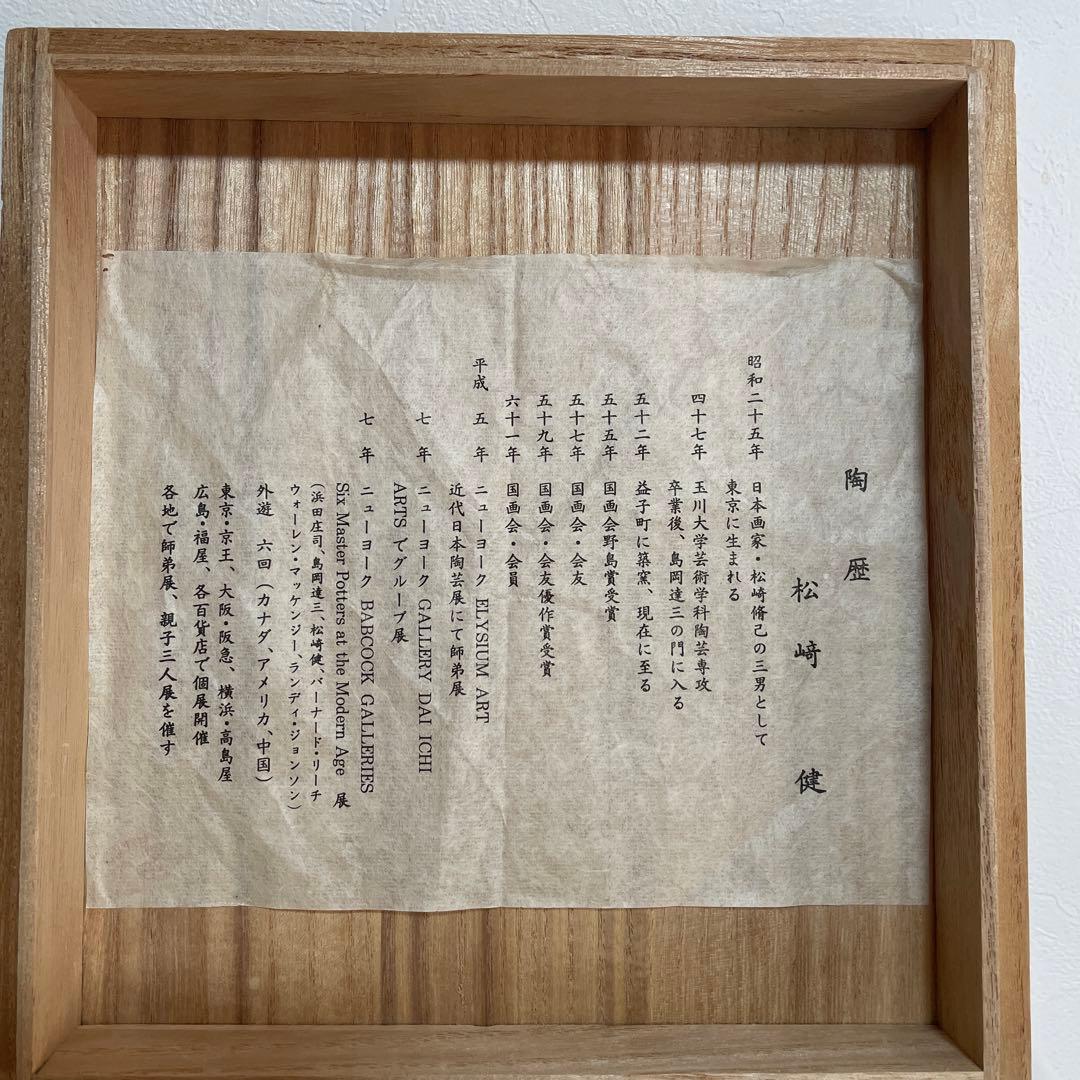 陶歴
松﨑 健
昭和二十五年 日本画家・松﨑脩己の三男として
東京に生まれる
四十七年 玉川大学芸術学科陶芸専攻
卒業後、島岡達三の門に入る
五十二年 益子町に築窯、現在に至る
五十五年 国画会野島賞受賞
五十七年 国画会・会友
五十九年 国画会・会友優作賞受賞
六十一年 国画会・会員
平成 五年 ニューヨーク ELYSIUM ART
近代日本陶芸展にて師弟展
七年 ニューヨーク GALLERY DAI ICHI
ARTS でグループ展
七年 ニューヨーク BABCOCK GALLERIES
Six Master Potters at the Modern Age 展
(浜田庄司、島岡達三、松﨑健、バーナード・リーチ
ウォーレン・マッケンジー、ランディ・ジョンソン)
外遊 六回(カナダ、アメリカ、中国)
東京・京王、大阪・阪急、横浜・高島屋
広島・福屋、各百貨店で個展開催
各地で師弟展、親子三人展を催す